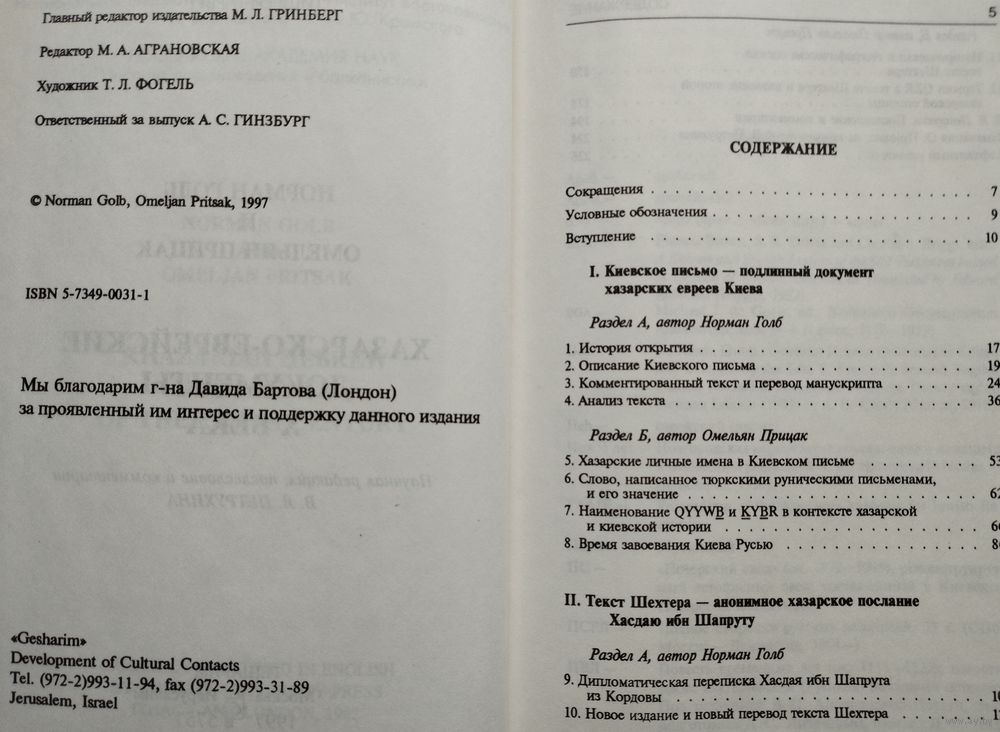 Главный редактор издательства М. Л. ГРИНБЕРГ
Редактор М. А. АГРАНОВСКАЯ
Художник Т. Л. ФОГЕЛЬ
Ответственный за выпуск А. С. ГИНЗБУРГ
© Norman Golb, Omeljan Pritsak, 1997
ISBN 5-7349-0031-1
Мы благодарим г-на Давида Бартова (Лондон)
за проявленный им интерес и поддержку данного издания
«Gesharim»
Development of Cultural Contacts
Tel. (972-2)993-11-94, fax (972-2)993-31-89
Jerusalem, Israel
5
СОДЕРЖАНИЕ
Сокращения . . . . . . . . . . . . . . . . . . . . . . . . . . . 7
Условные обозначения . . . . . . . . . . . . . . . . . . . . . 9
Вступление . . . . . . . . . . . . . . . . . . . . . . . . . . . 10
I. Киевское письмо — подлинный документ
хазарских евреев Киева
Раздел А, автор Норман Голб
1. История открытия . . . . . . . . . . . . . . . . . . . . . . 17
2. Описание Киевского письма . . . . . . . . . . . . . . . . . 19
3. Комментированный текст и перевод манускрипта . . . . . . . 24
4. Анализ текста . . . . . . . . . . . . . . . . . . . . . . . . 36
Раздел Б, автор Омельян Прицак
5. Хазарские личные имена в Киевском письме . . . . . . . . . 53
6. Слово, написанное тюркскими руническими письменами,
и его значение . . . . . . . . . . . . . . . . . . . . . . . 62
7. Наименование QYYWB и KYBR в контексте хазарской
и киевской истории . . . . . . . . . . . . . . . . . . . . . 66
8. Время завоевания Киева Русью . . . . . . . . . . . . . . . 8
II. Текст Шехтера — анонимное хазарское послание
Хасдаю ибн Шапруту
Раздел А, автор Норман Голб
9. Дипломатическая переписка Хасдая ибн Шапрута
из Кордовы . . . . . . . . . . . . . . . . . . . . . . . . 10
10. Новое издание и новый перевод текста Шехтера . . . . . . . 1